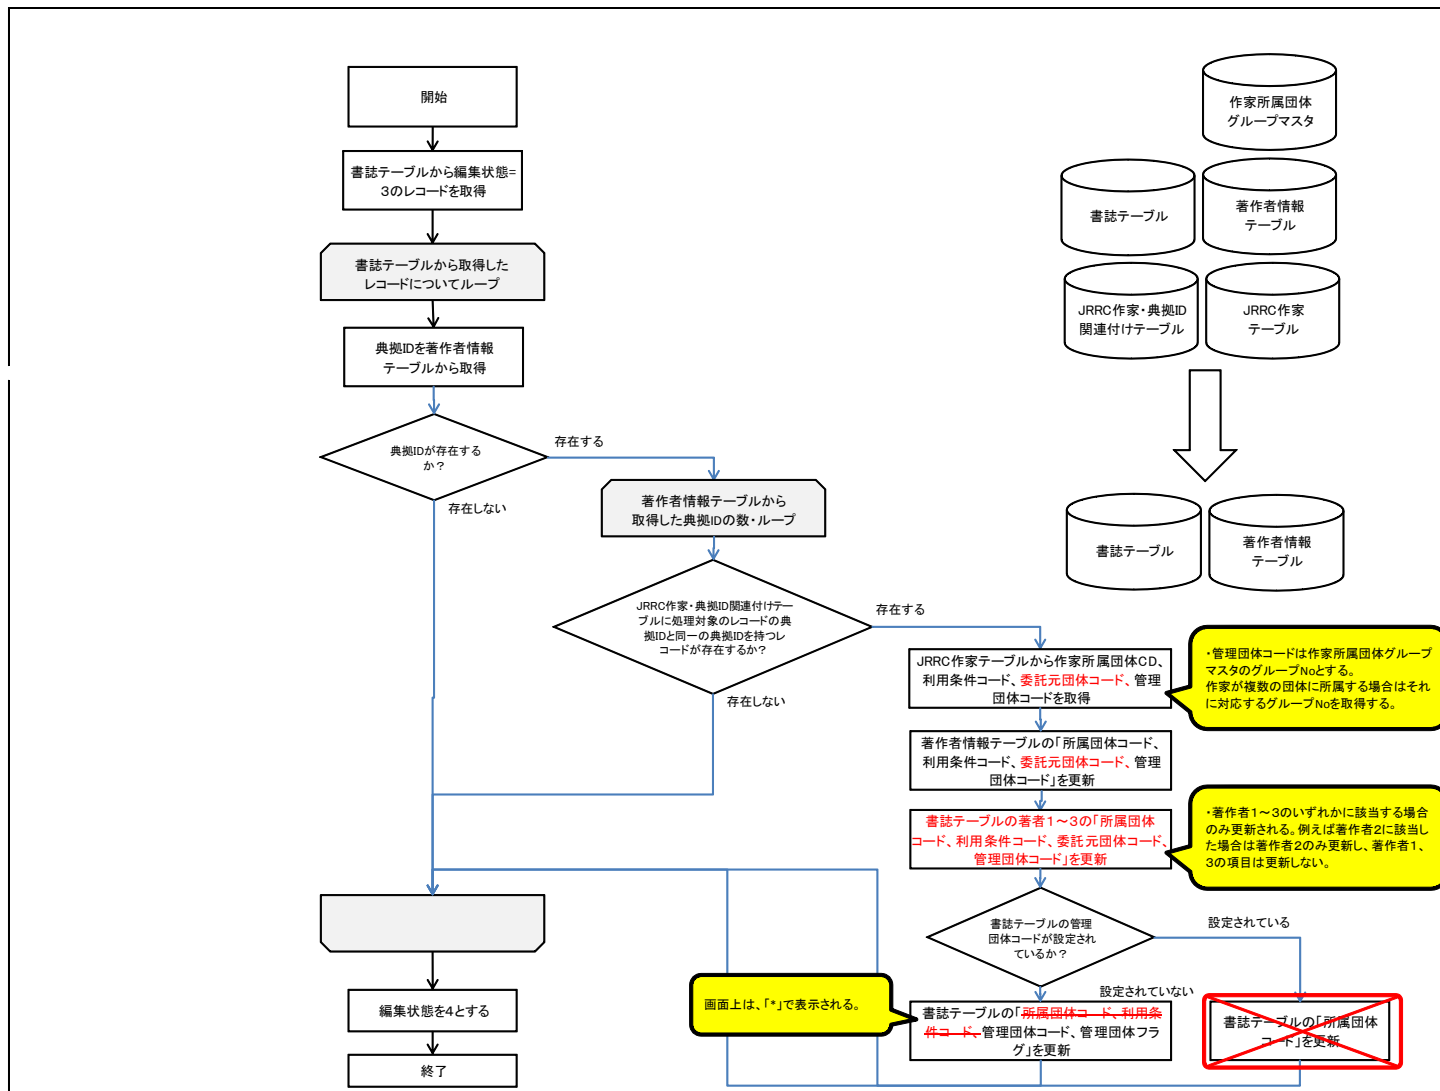 開始
書誌テーブルから編集状態=
3のレコードを取得
書誌テーブルから取得した
レコードについてループ
典拠IDを著作者情報
テーブルから取得
典拠IDが存在する
か？
存在する
存在しない
著作者情報テーブルから
取得した典拠IDの数・ループ
JRRC作家・典拠ID関連付けテー
ブルに処理対象のレコードの典
拠IDと同一の典拠IDを持つレ
コードが存在するか？
存在する
存在しない
JRRC作家テーブルから作家所属団体CD、
利用条件コード、委託元団体コード、管理
団体コードを取得
・管理団体コードは作家所属団体グループ
マスタのグループNoとする。
作家が複数の団体に所属する場合はそれ
に対応するグループNoを取得する。
著作者情報テーブルの「所属団体コード、
利用条件コード、委託元団体コード、管理
団体コード」を更新
書誌テーブルの著者1～3の「所属団体
コード、利用条件コード、委託元団体コード、
管理団体コード」を更新
・著作者1～3のいずれかに該当する場合
のみ更新される。例えば著作者2に該当し
た場合は著作者2のみ更新し、著作者1、
3の項目は更新しない。
書誌テーブルの管理
団体コードが設定され
ているか？
設定されている
設定されていない
画面上は、「*」で表示される。
書誌テーブルの「所属団体コード、利用条
件コード、管理団体コード、管理団体フラ
グ」を更新
書誌テーブルの「所属団体
コード」を更新
編集状態を4とする
終了
作家所属団体
グループマスタ
書誌テーブル
著作者情報
テーブル
JRRC作家・典拠ID
関連付けテーブル
JRRC作家
テーブル
書誌テーブル
著作者情報
テーブル